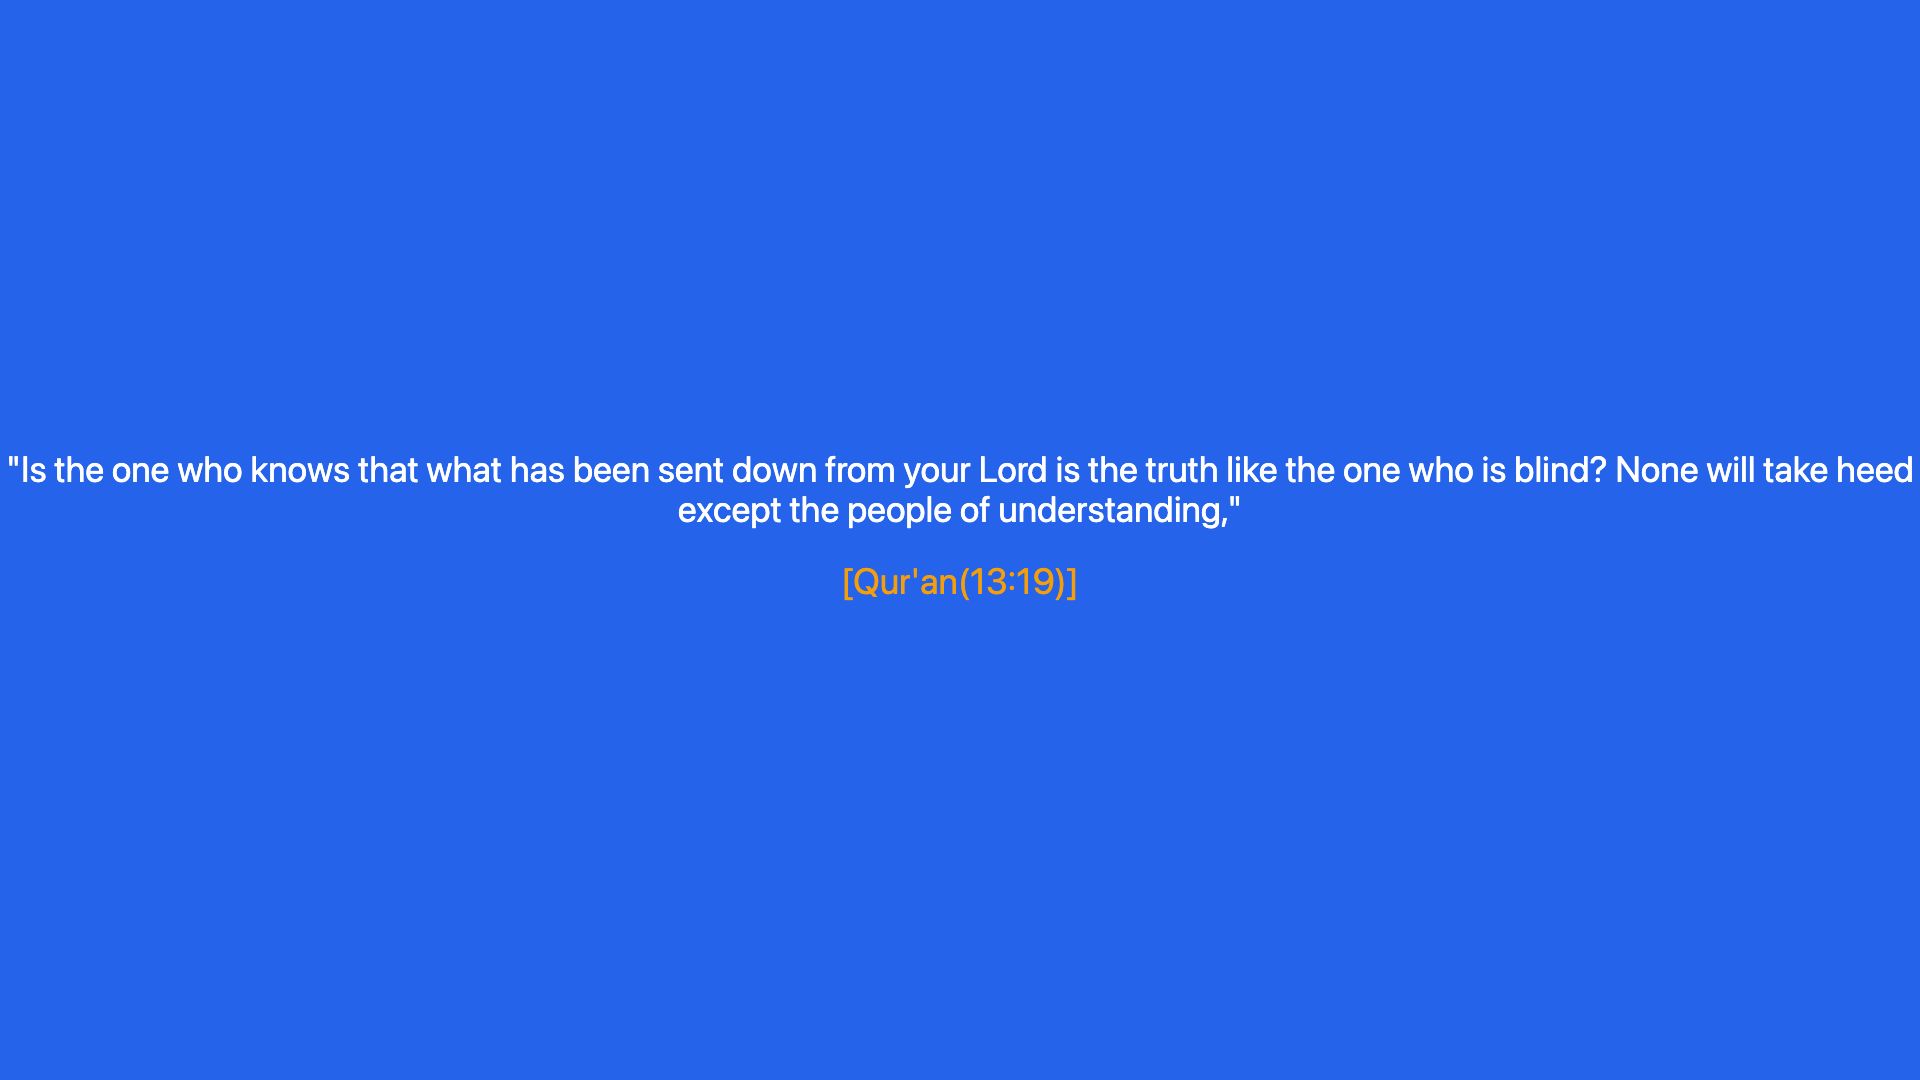 "Is the one who knows that what has been sent down from your Lord is the truth like the one who is blind? None will take heed
except the people of understanding,"
[Qur'an(13:19)]